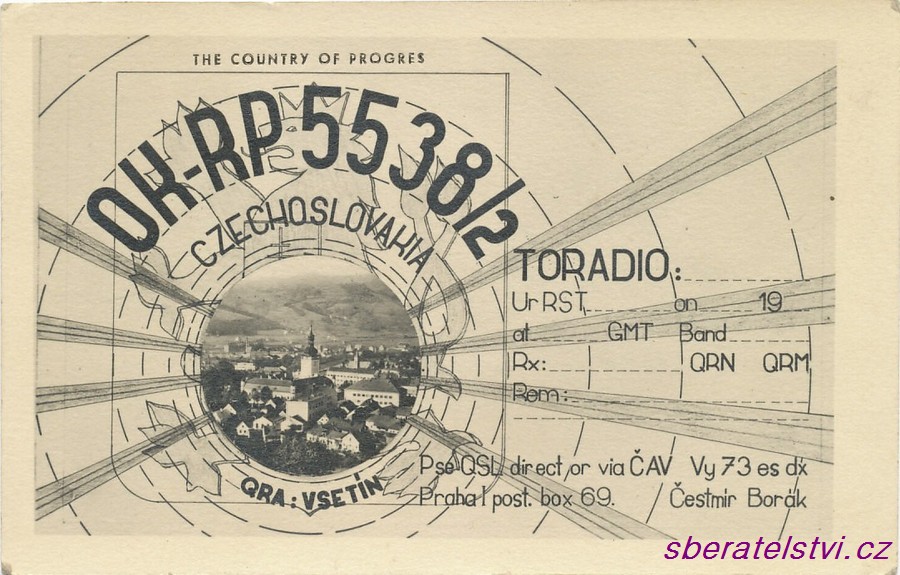 THE COUNTRY OF PROGRES
OK-RP 5538/2
CZECHOSLOVAKIA
TORADIO:
Ur RST on 19
at GMT Band
Rx: QRN QRM
Rem:
Pse QSL direct or via ČAV Vy 73 es dx
Praha I post. box 69. Čestmir Borák
QRA: VSETÍN
sberatelstvi.cz